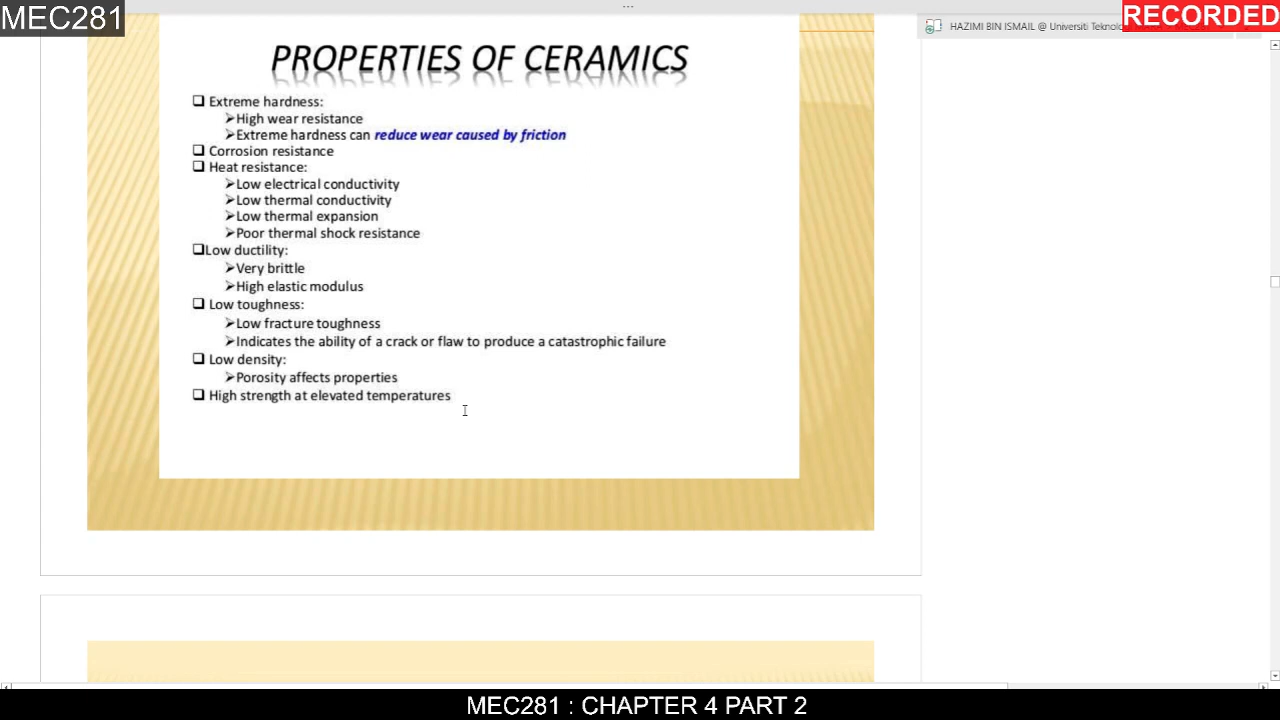 MEC281
RECORDED
HAZIMI BIN ISMAIL @ Universiti
PROPERTIES OF CERAMICS
❑ Extreme hardness:
➢High wear resistance
➢Extreme hardness can reduce wear caused by friction
❑ Corrosion resistance
❑ Heat resistance:
➢Low electrical conductivity
➢Low thermal conductivity
➢Low thermal expansion
➢Poor thermal shock resistance
❑Low ductility:
➢Very brittle
➢High elastic modulus
❑ Low toughness:
➢Low fracture toughness
➢Indicates the ability of a crack or flaw to produce a catastrophic failure
❑ Low density:
➢Porosity affects properties
❑ High strength at elevated temperatures
MEC281 : CHAPTER 4 PART 2